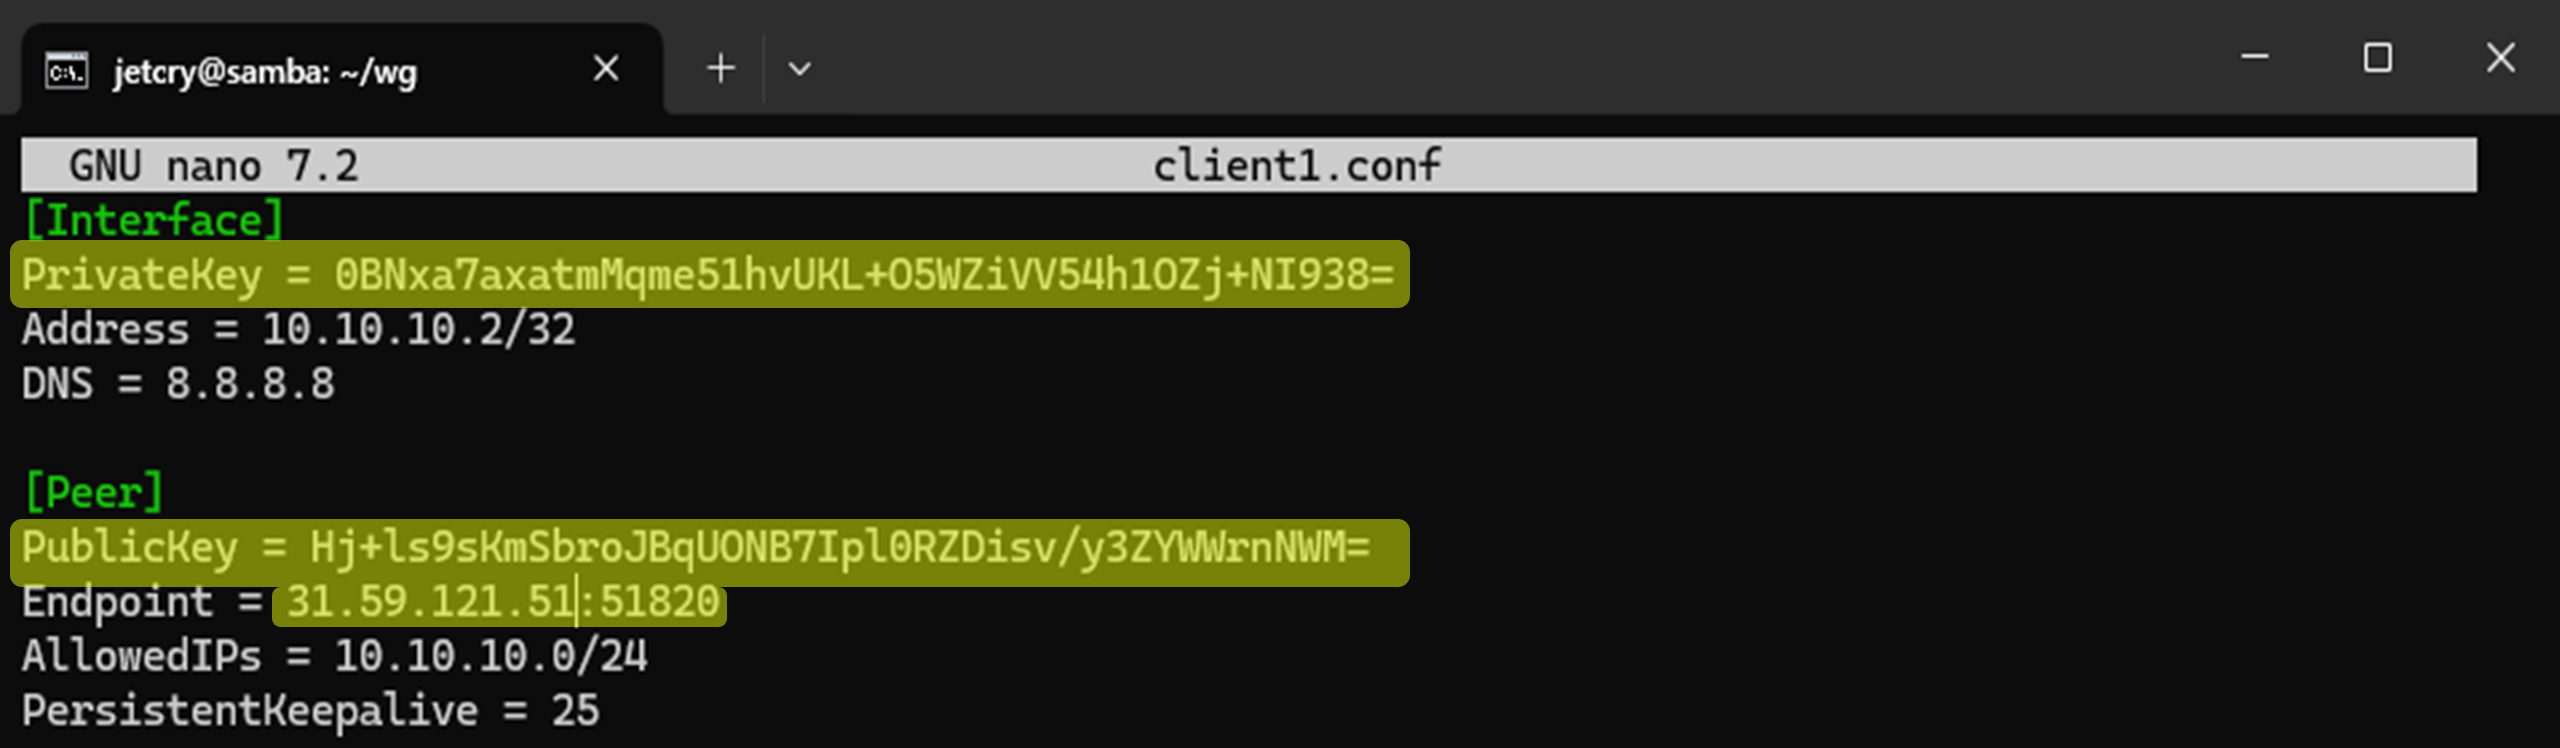 jetcry@samba: ~/wg
GNU nano 7.2 client1.conf
[Interface]
PrivateKey = 0BNxa7axatmMqme51hvUKL+O5WZiVV54h1OZj+NI938=
Address = 10.10.10.2/32
DNS = 8.8.8.8
[Peer]
PublicKey = Hj+ls9sKmSbroJBqUONB7Ipl0RZDisv/y3ZYWWrnNWM=
Endpoint = 31.59.121.51:51820
AllowedIPs = 10.10.10.0/24
PersistentKeepalive = 25